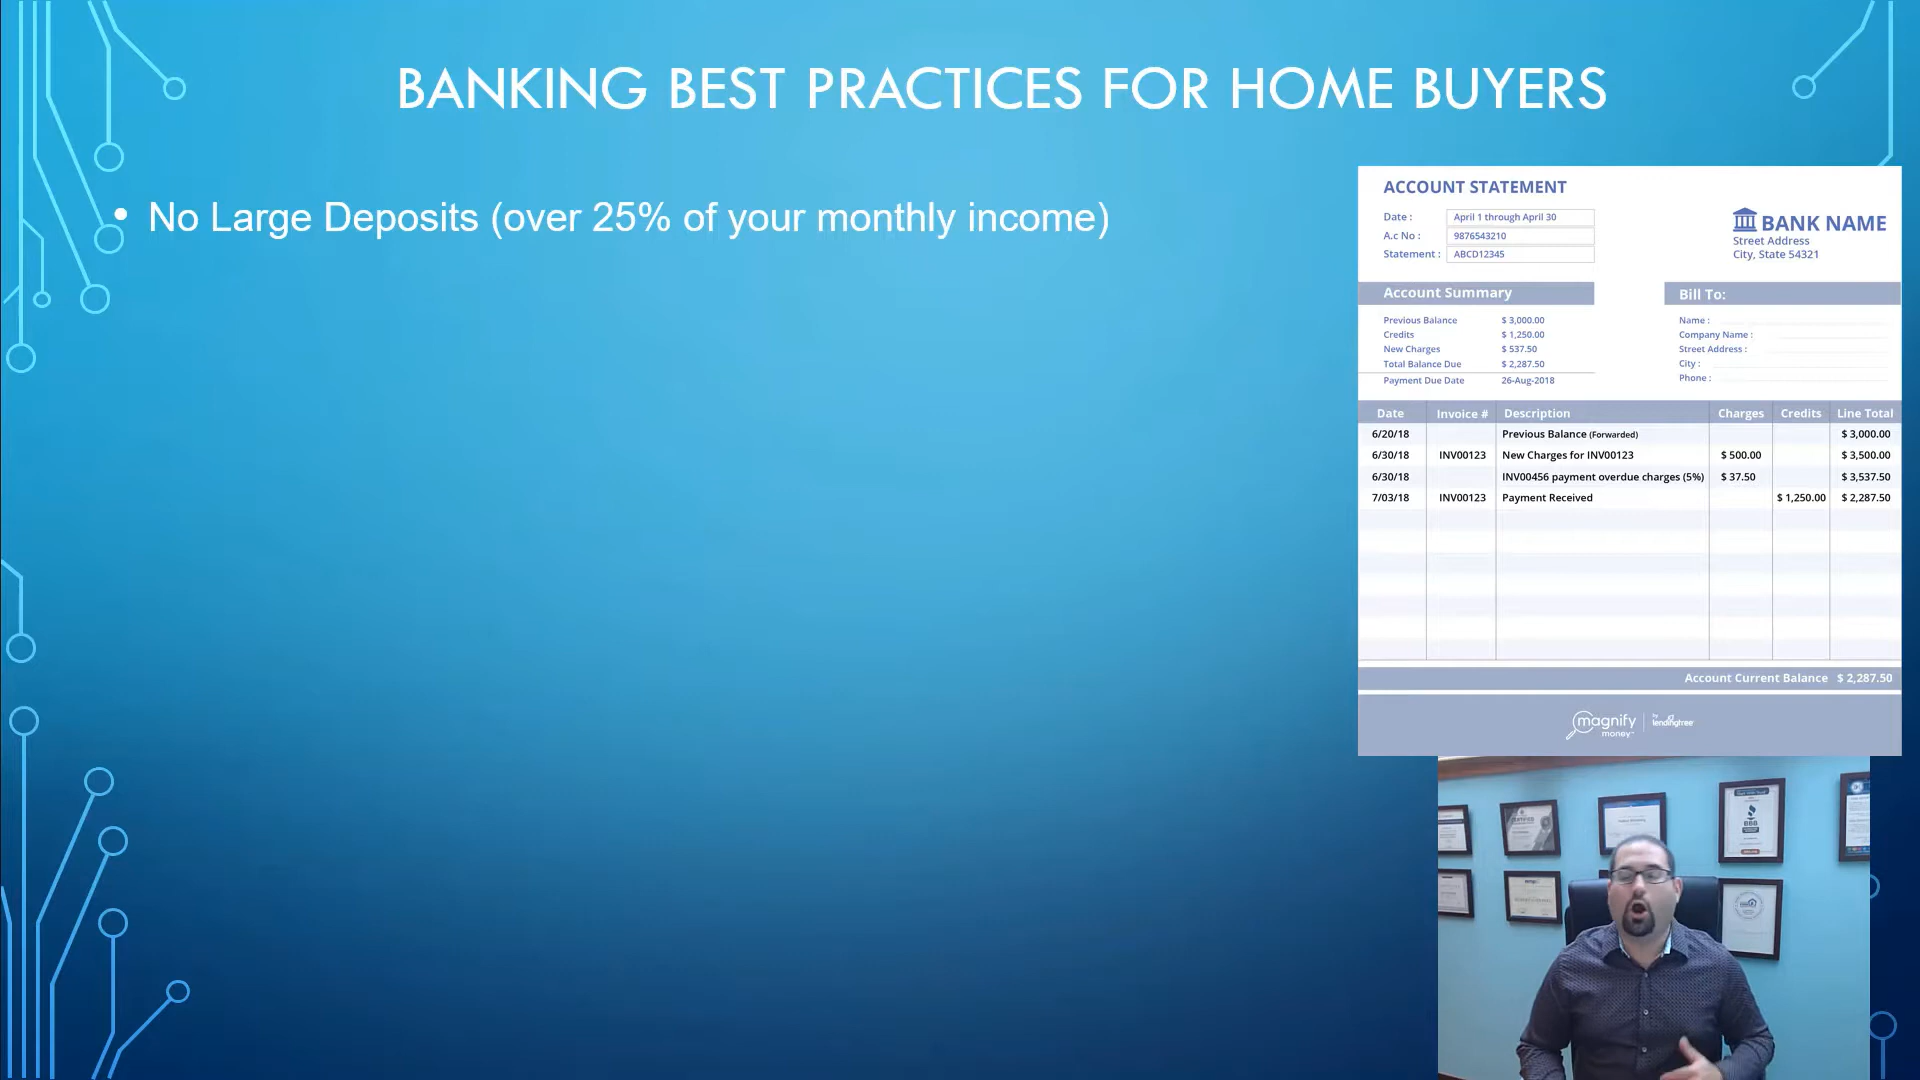 BANKING BEST PRACTICES FOR HOME BUYERS
• No Large Deposits (over 25% of your monthly income)
ACCOUNT STATEMENT
Date : April 1 through April 30
A.c No : 9876543210
Statement : ABCD12345
BANK NAME
Street Address
City, State 54321
Account Summary
Previous Balance $ 3,000.00
Credits $ 1,250.00
New Charges $ 537.50
Total Balance Due $ 2,287.50
Payment Due Date 26-Aug-2018
Bill To:
Name :
Company Name :
Street Address :
City :
Phone :
Date Invoice # Description Charges Credits Line Total
6/20/18 Previous Balance (Forwarded) $ 3,000.00
6/30/18 INV00123 New Charges for INV00123 $ 500.00 $ 3,500.00
6/30/18 INV00456 payment overdue charges (5%) $ 37.50 $ 3,537.50
7/03/18 INV00123 Payment Received $ 1,250.00 $ 2,287.50
Account Current Balance $ 2,287.50
magnify money by lendingtree
BBB